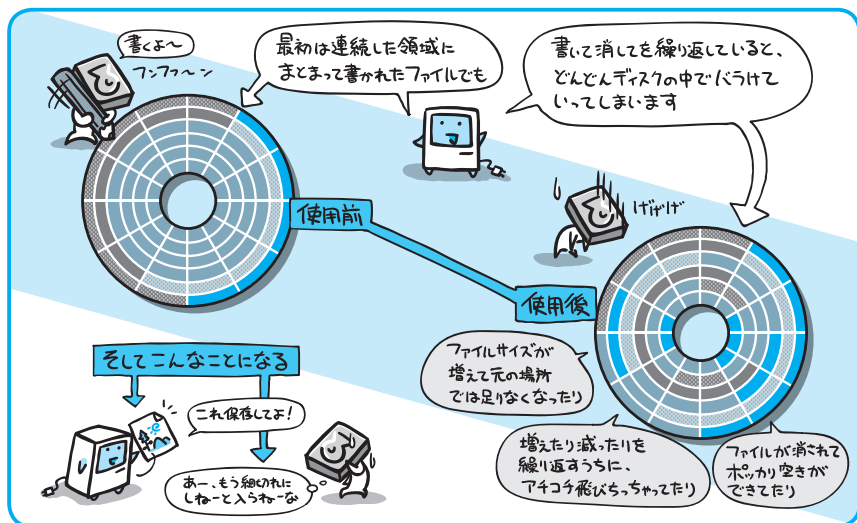 書くよ～
フンファ～ン
最初は連続した領域に
まとまって書かれたファイルでも
書いて消してを繰り返していると、
どんどんディスクの中でバラけて
いってしまいます
使用前
げげげ
使用後
ファイルサイズが
増えて元の場所
では足りなくなったり
増えたり減ったりを
繰り返すうちに、
アチコチ飛びちっちゃってたり
ファイルが消されて
ポッカリ空きが
できてたり
そしてこんなことになる
これ保存してよ!
あー、もう細切れに
しねーと入らねーな